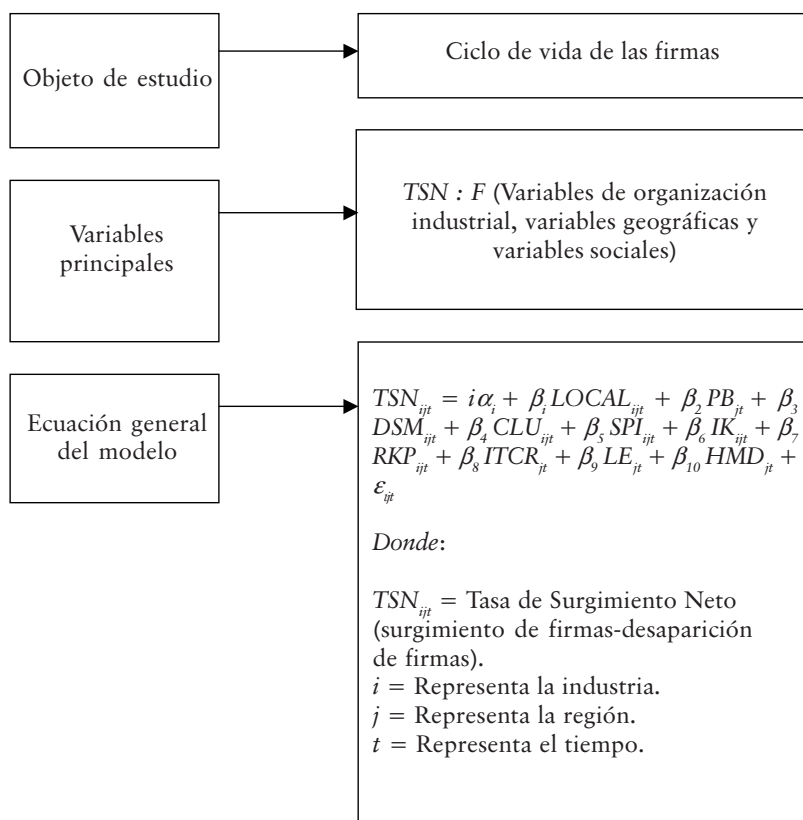 Objeto de estudio
Ciclo de vida de las firmas
Variables
principales
TSN : F (Variables de organización
industrial, variables geográficas y
variables sociales)
Ecuación general
del modelo
TSN_ijt = iα_i + β_i LOCAL_ijt + β_2 PB_jt + β_3
DSM_ijt + β_4 CLU_ijt + β_5 SPI_ijt + β_6 IK_ijt + β_7
RKP_ijt + β_8 ITCR_jt + β_9 LE_jt + β_10 HMD_jt +
ε_ijt
Donde:
TSN_ijt = Tasa de Surgimiento Neto
(surgimiento de firmas-desaparición
de firmas).
i = Representa la industria.
j = Representa la región.
t = Representa el tiempo.